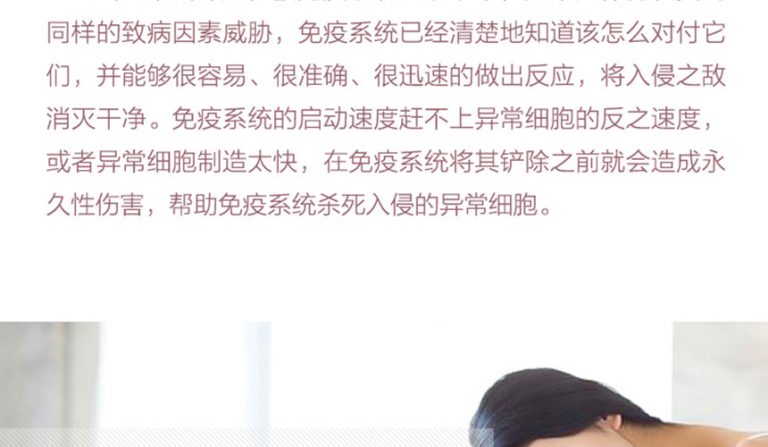 同样的致病因素威胁，免疫系统已经清楚地知道该怎么对付它
们，并能够很容易、很准确、很迅速的做出反应，将入侵之敌
消灭干净。免疫系统的启动速度赶不上异常细胞的反之速度，
或者异常细胞制造太快，在免疫系统将其铲除之前就会造成永
久性伤害，帮助免疫系统杀死入侵的异常细胞。